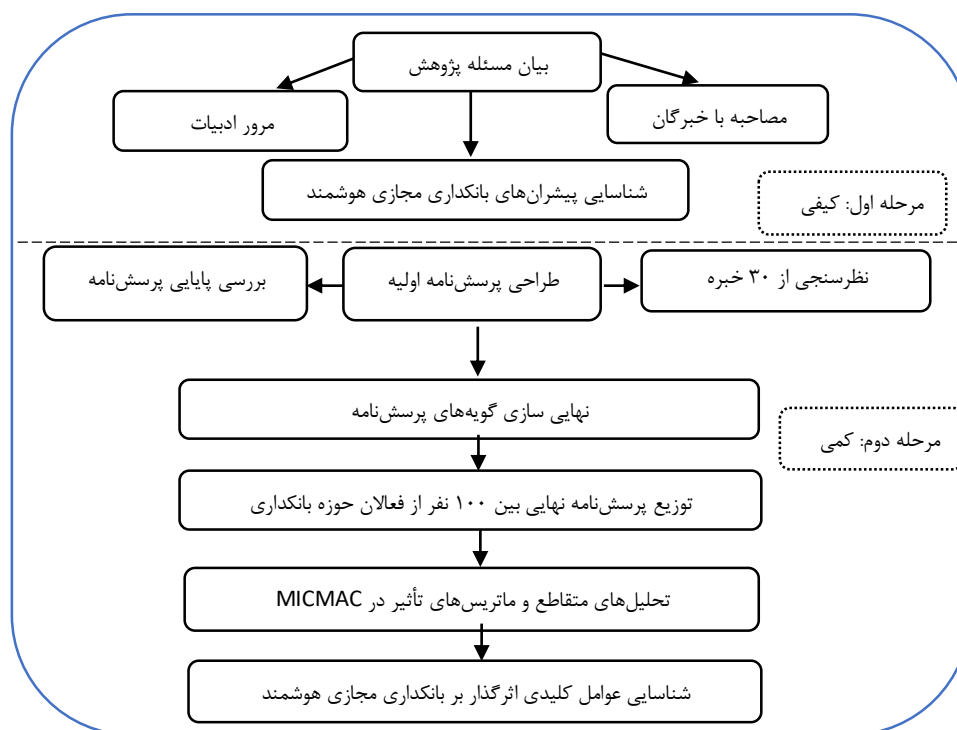 بیان مسئله پژوهش
مصاحبه با خبرگان
مرور ادبیات
شناسایی پیشران‌های بانکداری مجازی هوشمند
مرحله اول: کیفی
نظرسنجی از ۳۰ خبره
طراحی پرسش‌نامه اولیه
بررسی پایایی پرسش‌نامه
نهایی سازی گویه‌های پرسش‌نامه
مرحله دوم: کمی
توزیع پرسش‌نامه نهایی بین ۱۰۰ نفر از فعالان حوزه بانکداری
تحلیل‌های متقاطع و ماتریس‌های تأثیر در MICMAC
شناسایی عوامل کلیدی اثرگذار بر بانکداری مجازی هوشمند